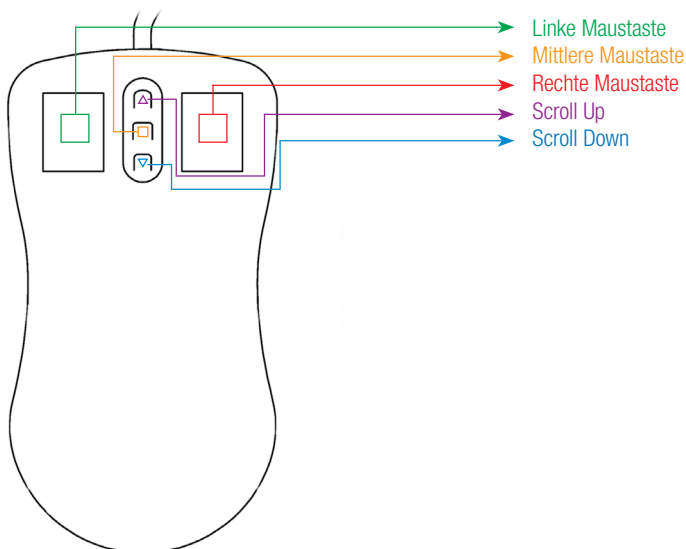 Linke Maustaste
Mittlere Maustaste
Rechte Maustaste
Scroll Up
Scroll Down